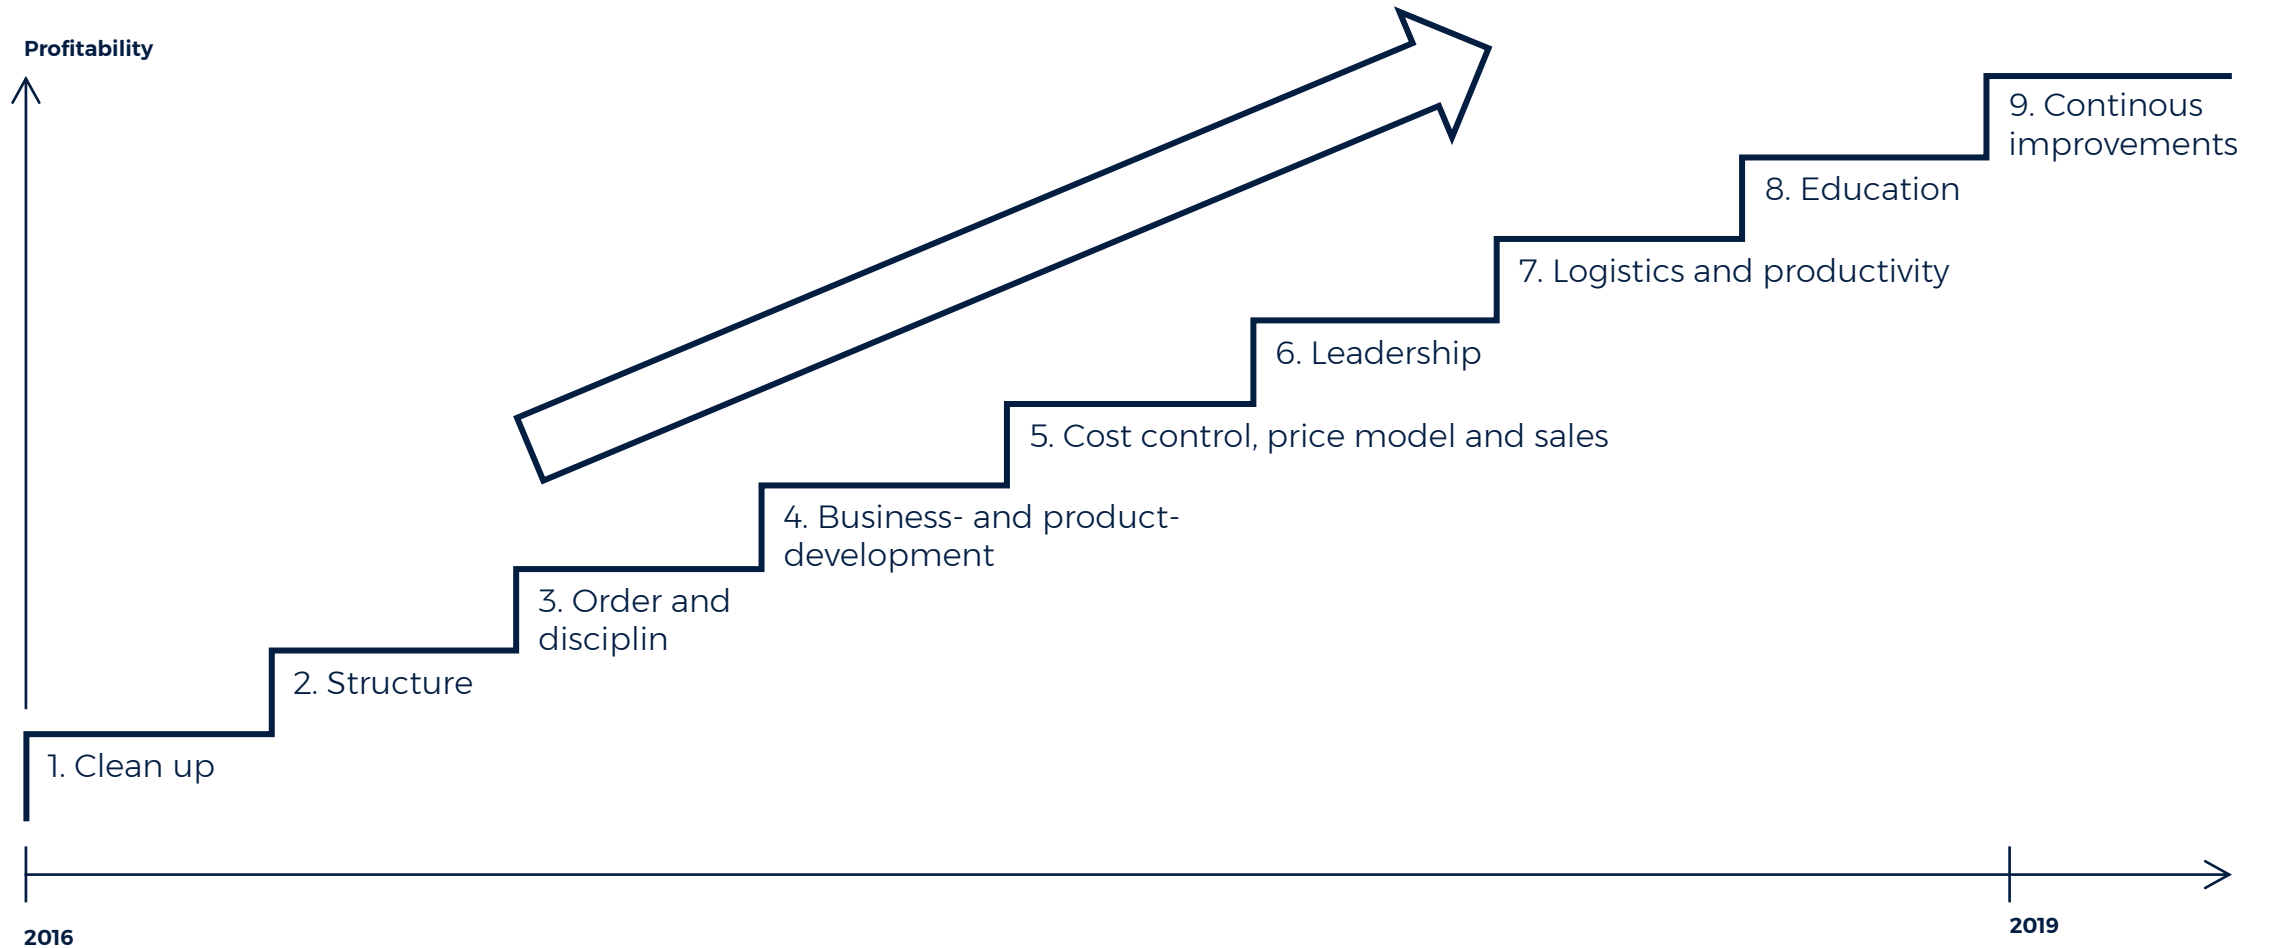 Profitability
9. Continous
improvements
8. Education
7. Logistics and productivity
6. Leadership
5. Cost control, price model and sales
4. Business- and product-
development
3. Order and
disciplin
2. Structure
1. Clean up
2016
2019